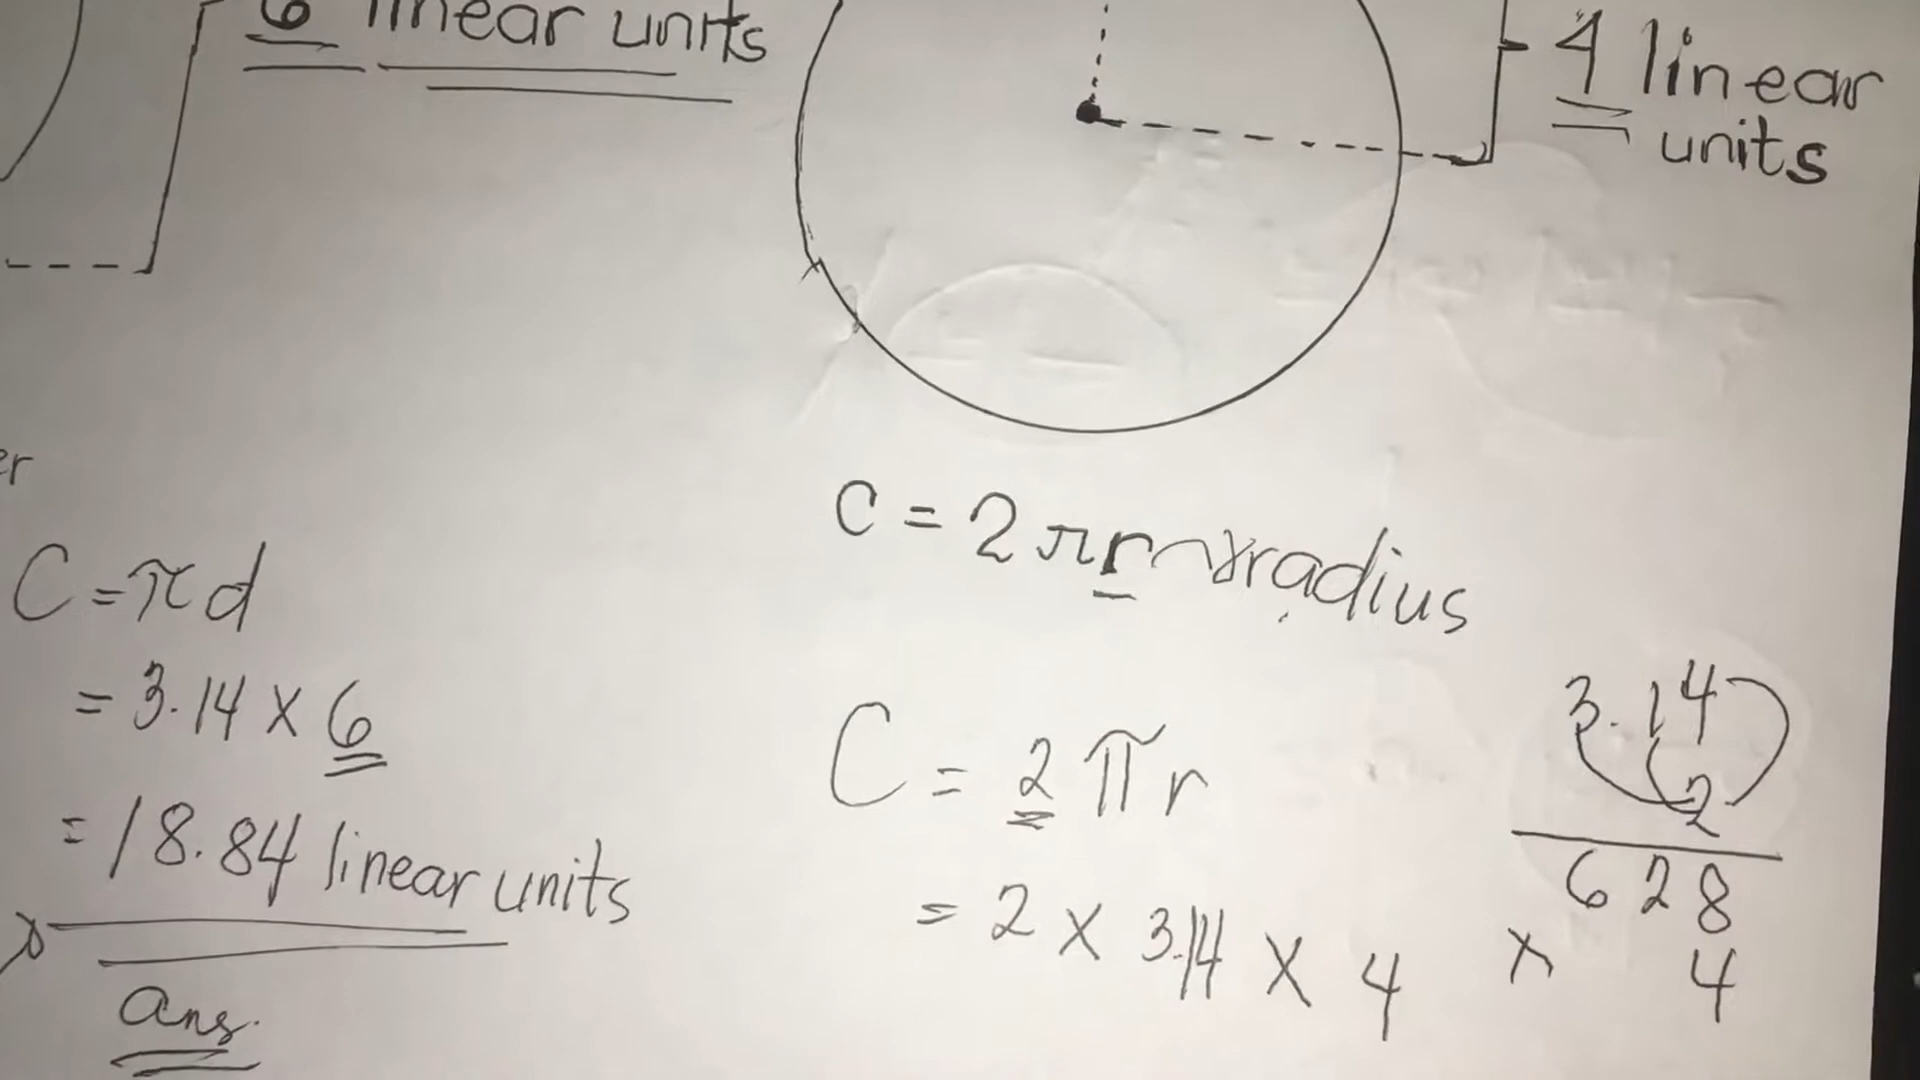 6 linear units
4 linear
units
er
C = πd
= 3.14 × 6
= 18.84 linear units
ans.
C = 2πr radius
C = 2πr
= 2 × 3.14 × 4
3.14
2
628
× 4